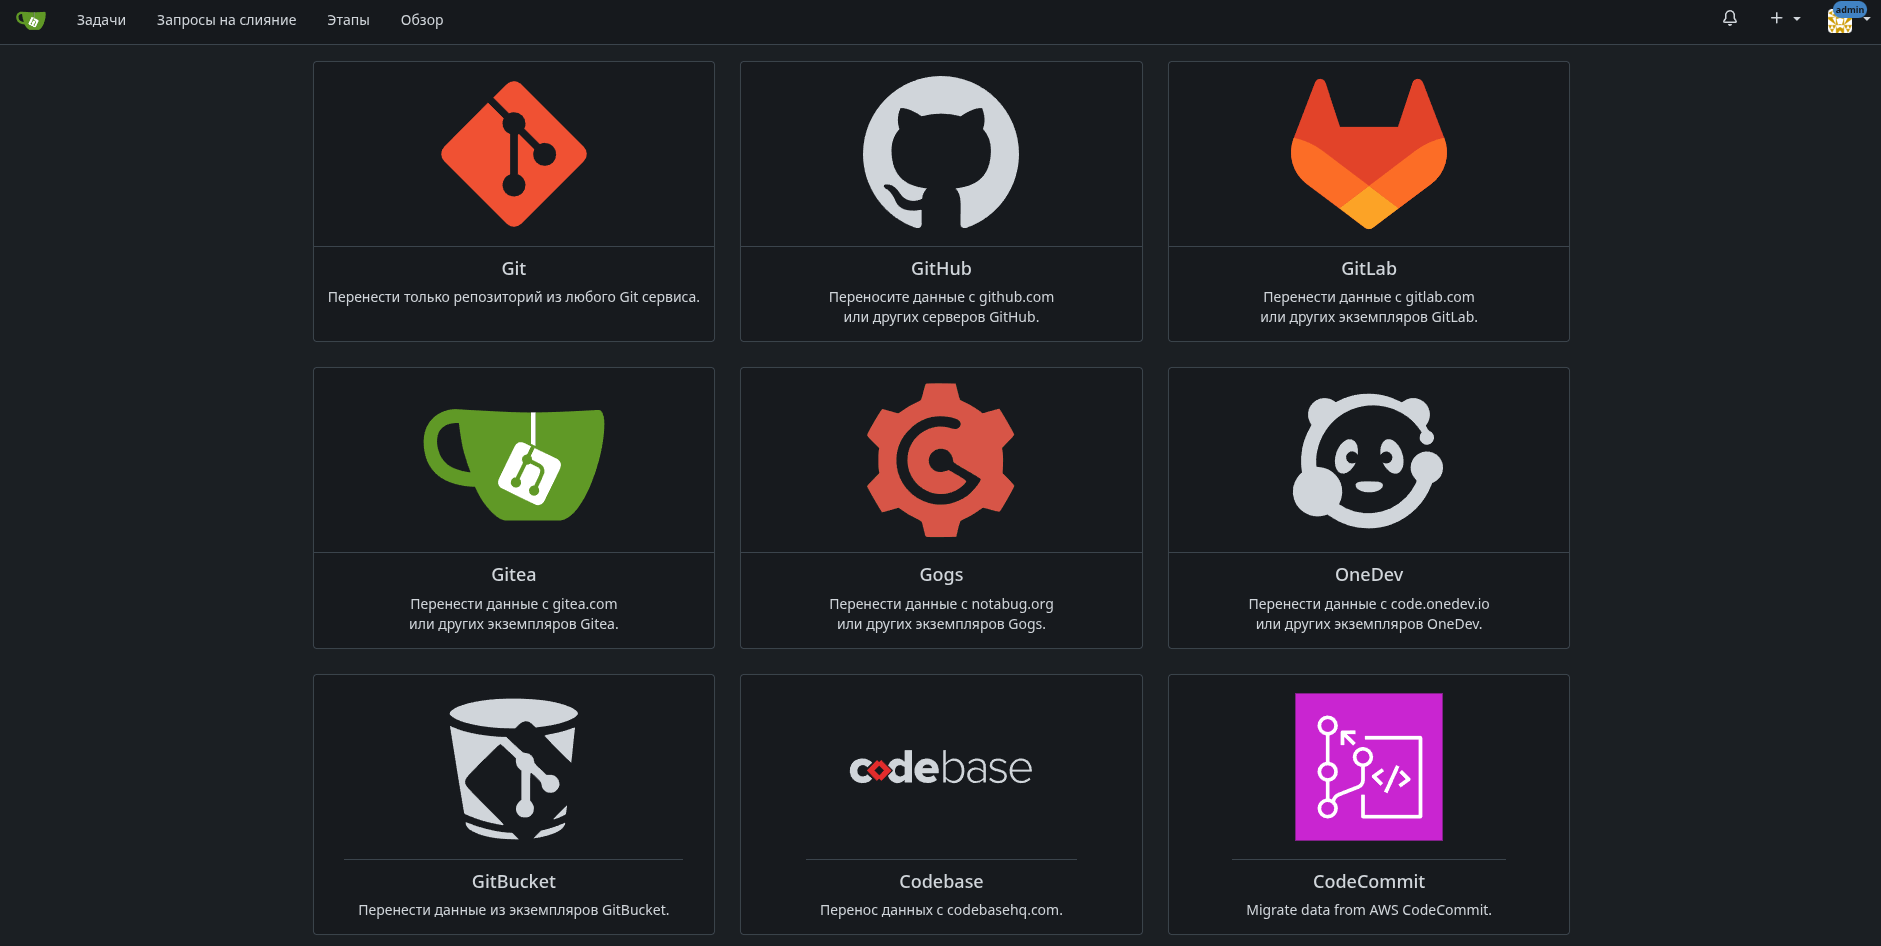 Задачи
Запросы на слияние
Этапы
Обзор
admin
Git
Перенести только репозиторий из любого Git сервиса.
GitHub
Переносите данные с github.com
или других серверов GitHub.
GitLab
Перенести данные с gitlab.com
или других экземпляров GitLab.
Gitea
Перенести данные с gitea.com
или других экземпляров Gitea.
Gogs
Перенести данные с notabug.org
или других экземпляров Gogs.
OneDev
Перенести данные с code.onedev.io
или других экземпляров OneDev.
GitBucket
Перенести данные из экземпляров GitBucket.
codebase
Codebase
Перенос данных с codebasehq.com.
</>
CodeCommit
Migrate data from AWS CodeCommit.